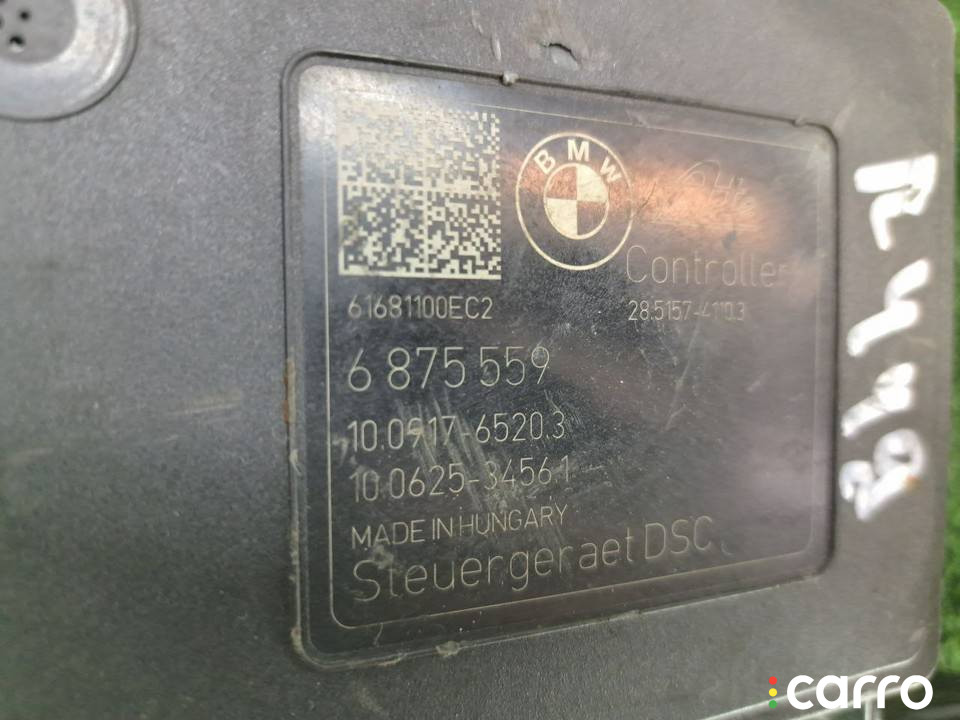 BMW
Controller
61681100EC2
28.5157-4110.3
6 875 559
10.0917-6520.3
10.0625-3456.1
MADE IN HUNGARY
Steuergeraet DSC
carro